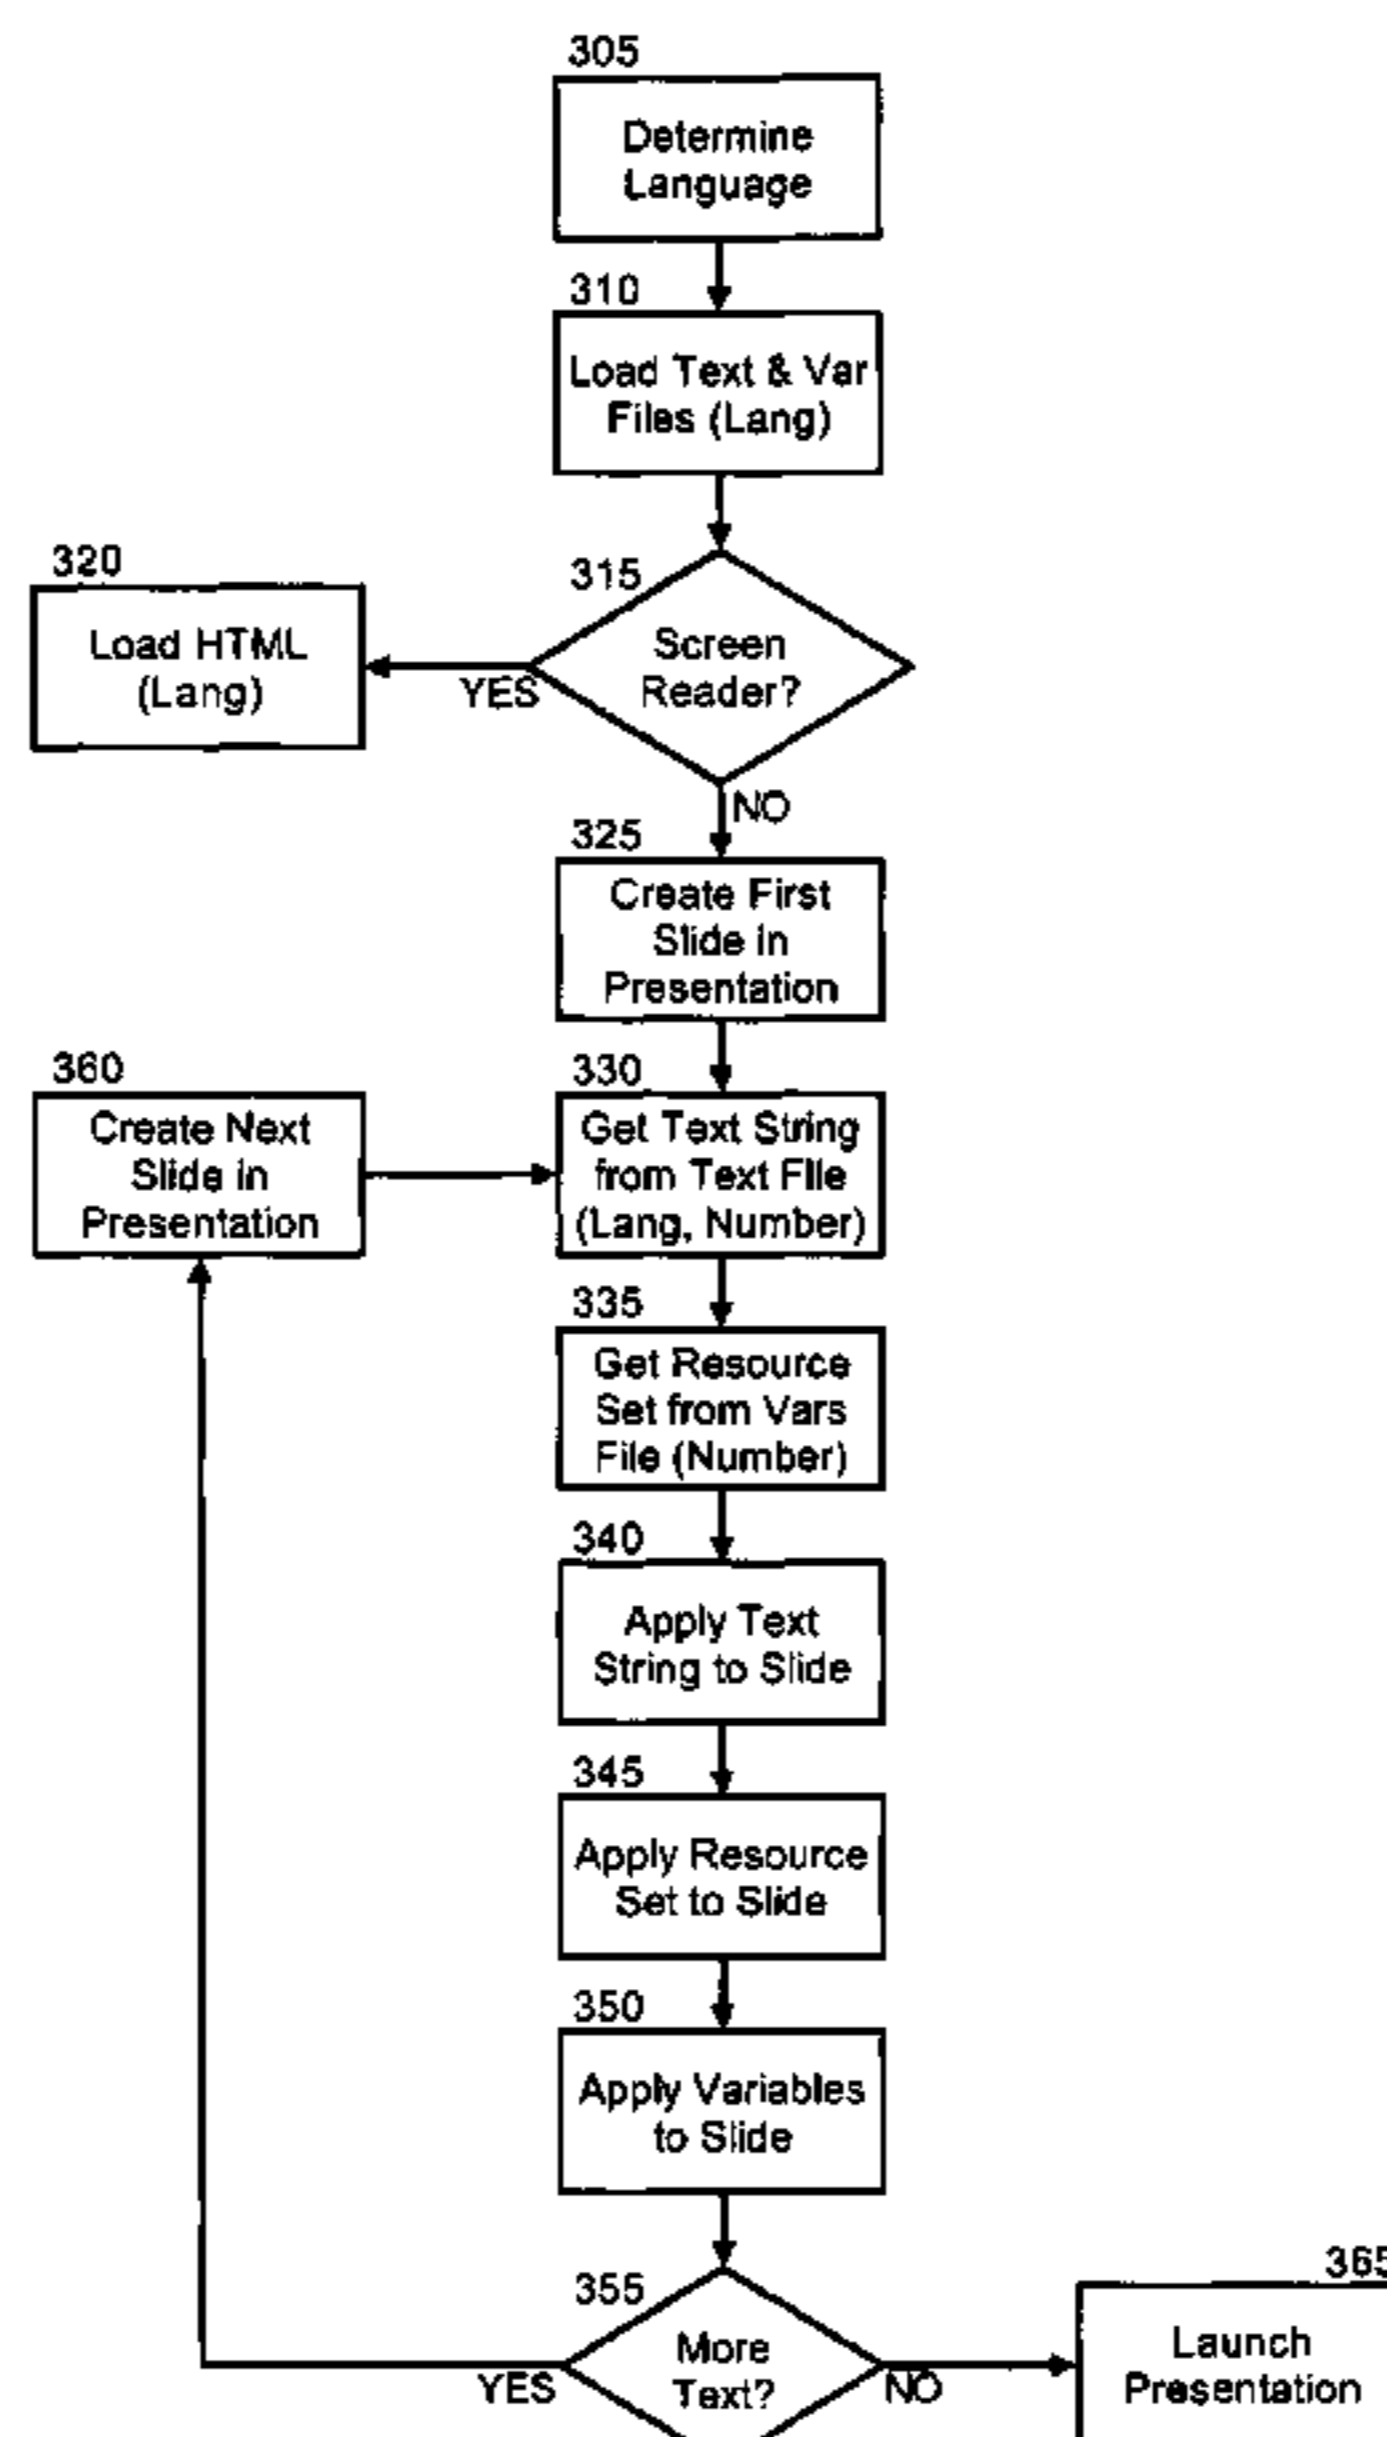 305
Determine
Language
310
Load Text & Var
Files (Lang)
320
Load HTML
(Lang)
315
Screen
Reader?
YES
NO
325
Create First
Slide in
Presentation
360
Create Next
Slide in
Presentation
330
Get Text String
from Text File
(Lang, Number)
335
Get Resource
Set from Vars
File (Number)
340
Apply Text
String to Slide
345
Apply Resource
Set to Slide
350
Apply Variables
to Slide
355
More
Text?
YES
NO
365
Launch
Presentation